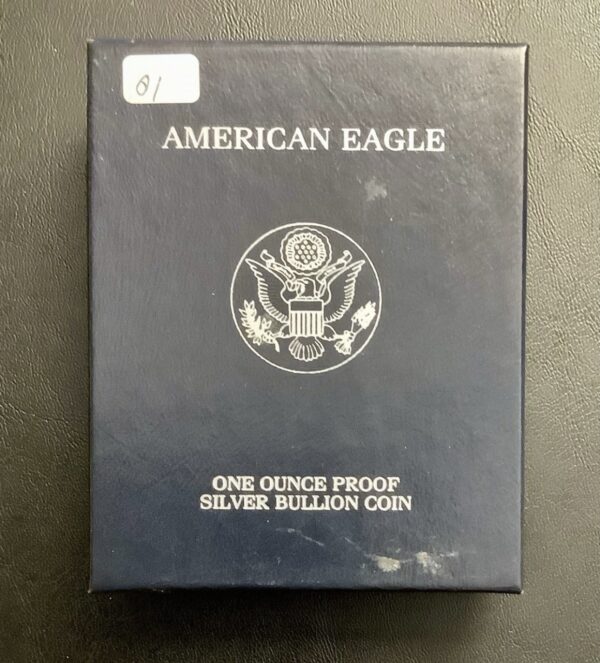 01
AMERICAN EAGLE
ONE OUNCE PROOF
SILVER BULLION COIN